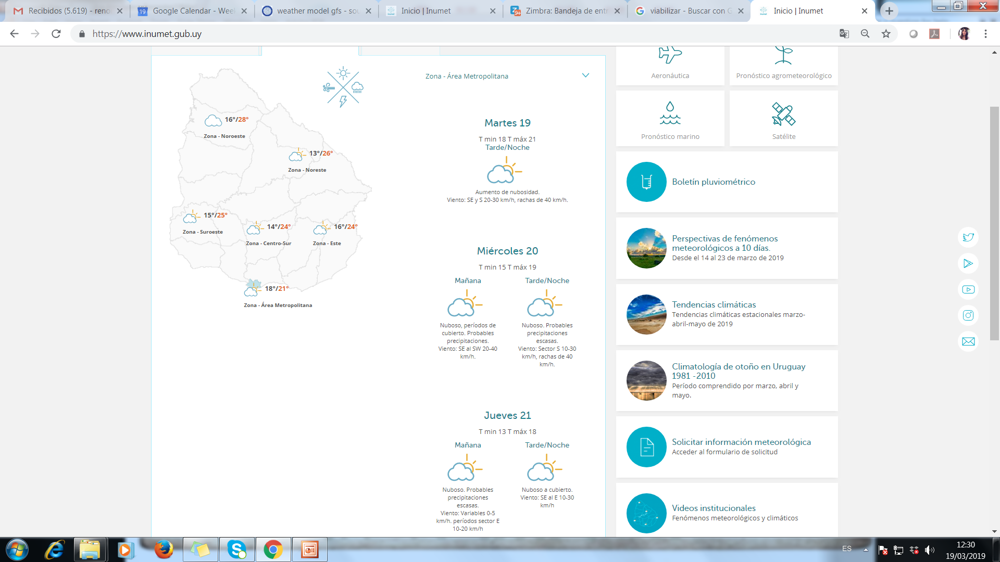 Recibidos (5.619) - reno
19
Google Calendar - Wee
weather model gfs - sou
Inicio | Inumet
Zimbra: Bandeja de ent
viabilizar - Buscar con G
Inicio | Inumet
https://www.inumet.gub.uy
16°/28°
Zona - Noroeste
13°/26°
Zona - Noreste
15°/25°
Zona - Suroeste
14°/24°
Zona - Centro-Sur
16°/24°
Zona - Este
18°/21°
Zona - Área Metropolitana
Zona - Área Metropolitana
Martes 19
T min 18 T máx 21
Tarde/Noche
Aumento de nubosidad.
Viento: SE y S 20-30 km/h, rachas de 40 km/h.
Miércoles 20
T min 15 T máx 19
Mañana
Nuboso, períodos de
cubierto. Probables
precipitaciones.
Viento: SE al SW 20-40
km/h.
Tarde/Noche
Nuboso. Probables
precipitaciones
escasas.
Viento: Sector S 10-30
km/h, rachas de 40
km/h.
Jueves 21
T min 13 T máx 18
Mañana
Nuboso. Probables
precipitaciones
escasas.
Viento: Variables 0-5
km/h. períodos sector E
10-20 km/h
Tarde/Noche
Nuboso a cubierto.
Viento: SE al E 10-30
km/h
Aeronáutica
Pronóstico agrometeorológico
Pronóstico marino
Satélite
Boletín pluviométrico
Perspectivas de fenómenos
meteorológicos a 10 días.
Desde el 14 al 23 de marzo de 2019
Tendencias climáticas
Tendencias climáticas estacionales marzo-
abril-mayo de 2019
Climatología de otoño en Uruguay
1981 -2010
Período comprendido por marzo, abril y
mayo.
Solicitar información meteorológica
Acceder al formulario de solicitud
Videos institucionales
Fenómenos meteorológicos y climáticos
ES
12:30
19/03/2019